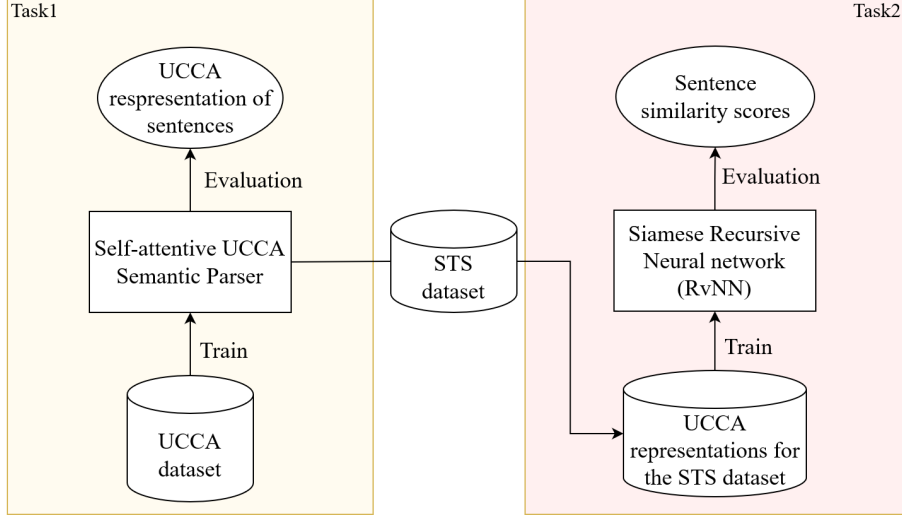 Task1
UCCA
respresentation of
sentences
Evaluation
Self-attentive UCCA
Semantic Parser
Train
UCCA
dataset
STS
dataset
Task2
Sentence
similarity scores
Evaluation
Siamese Recursive
Neural network
(RvNN)
Train
UCCA
representations for
the STS dataset